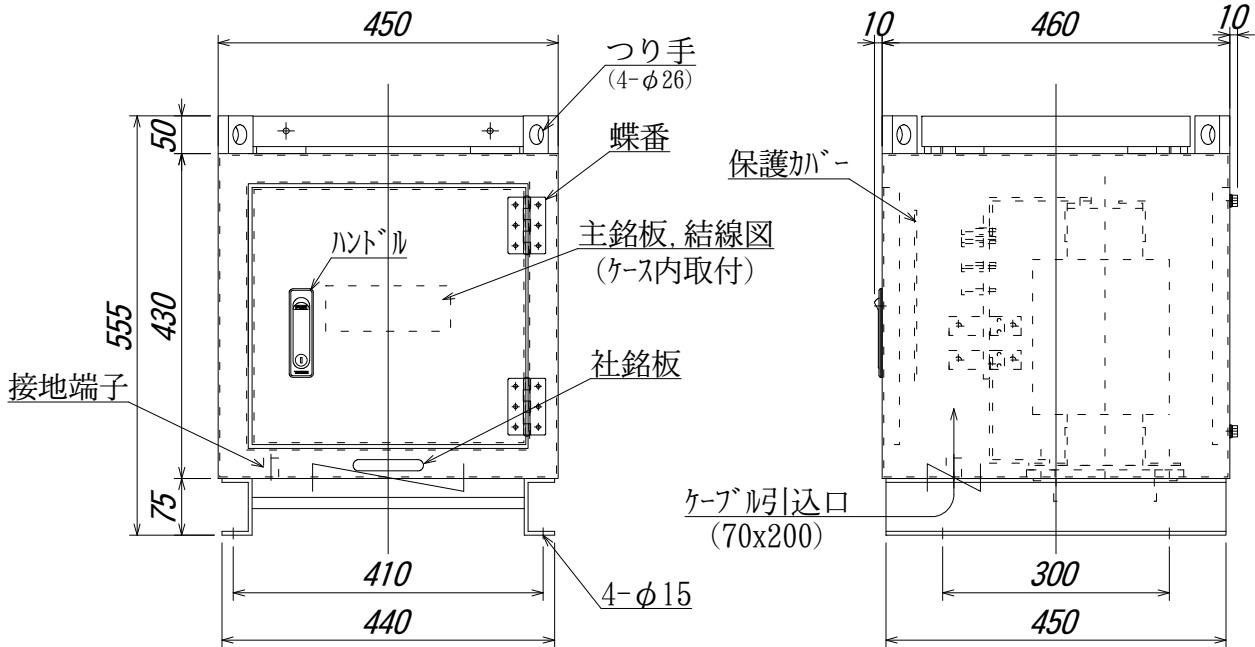 450
つり手
(4-φ26)
10
460
10
50
蝶番
保護ｶﾊﾞｰ
ﾊﾝﾄﾞﾙ
主銘板,結線図
(ｹｰｽ内取付)
555
430
接地端子
社銘板
75
ｹｰﾌﾞﾙ引込口
(70x200)
410
4-φ15
300
440
450